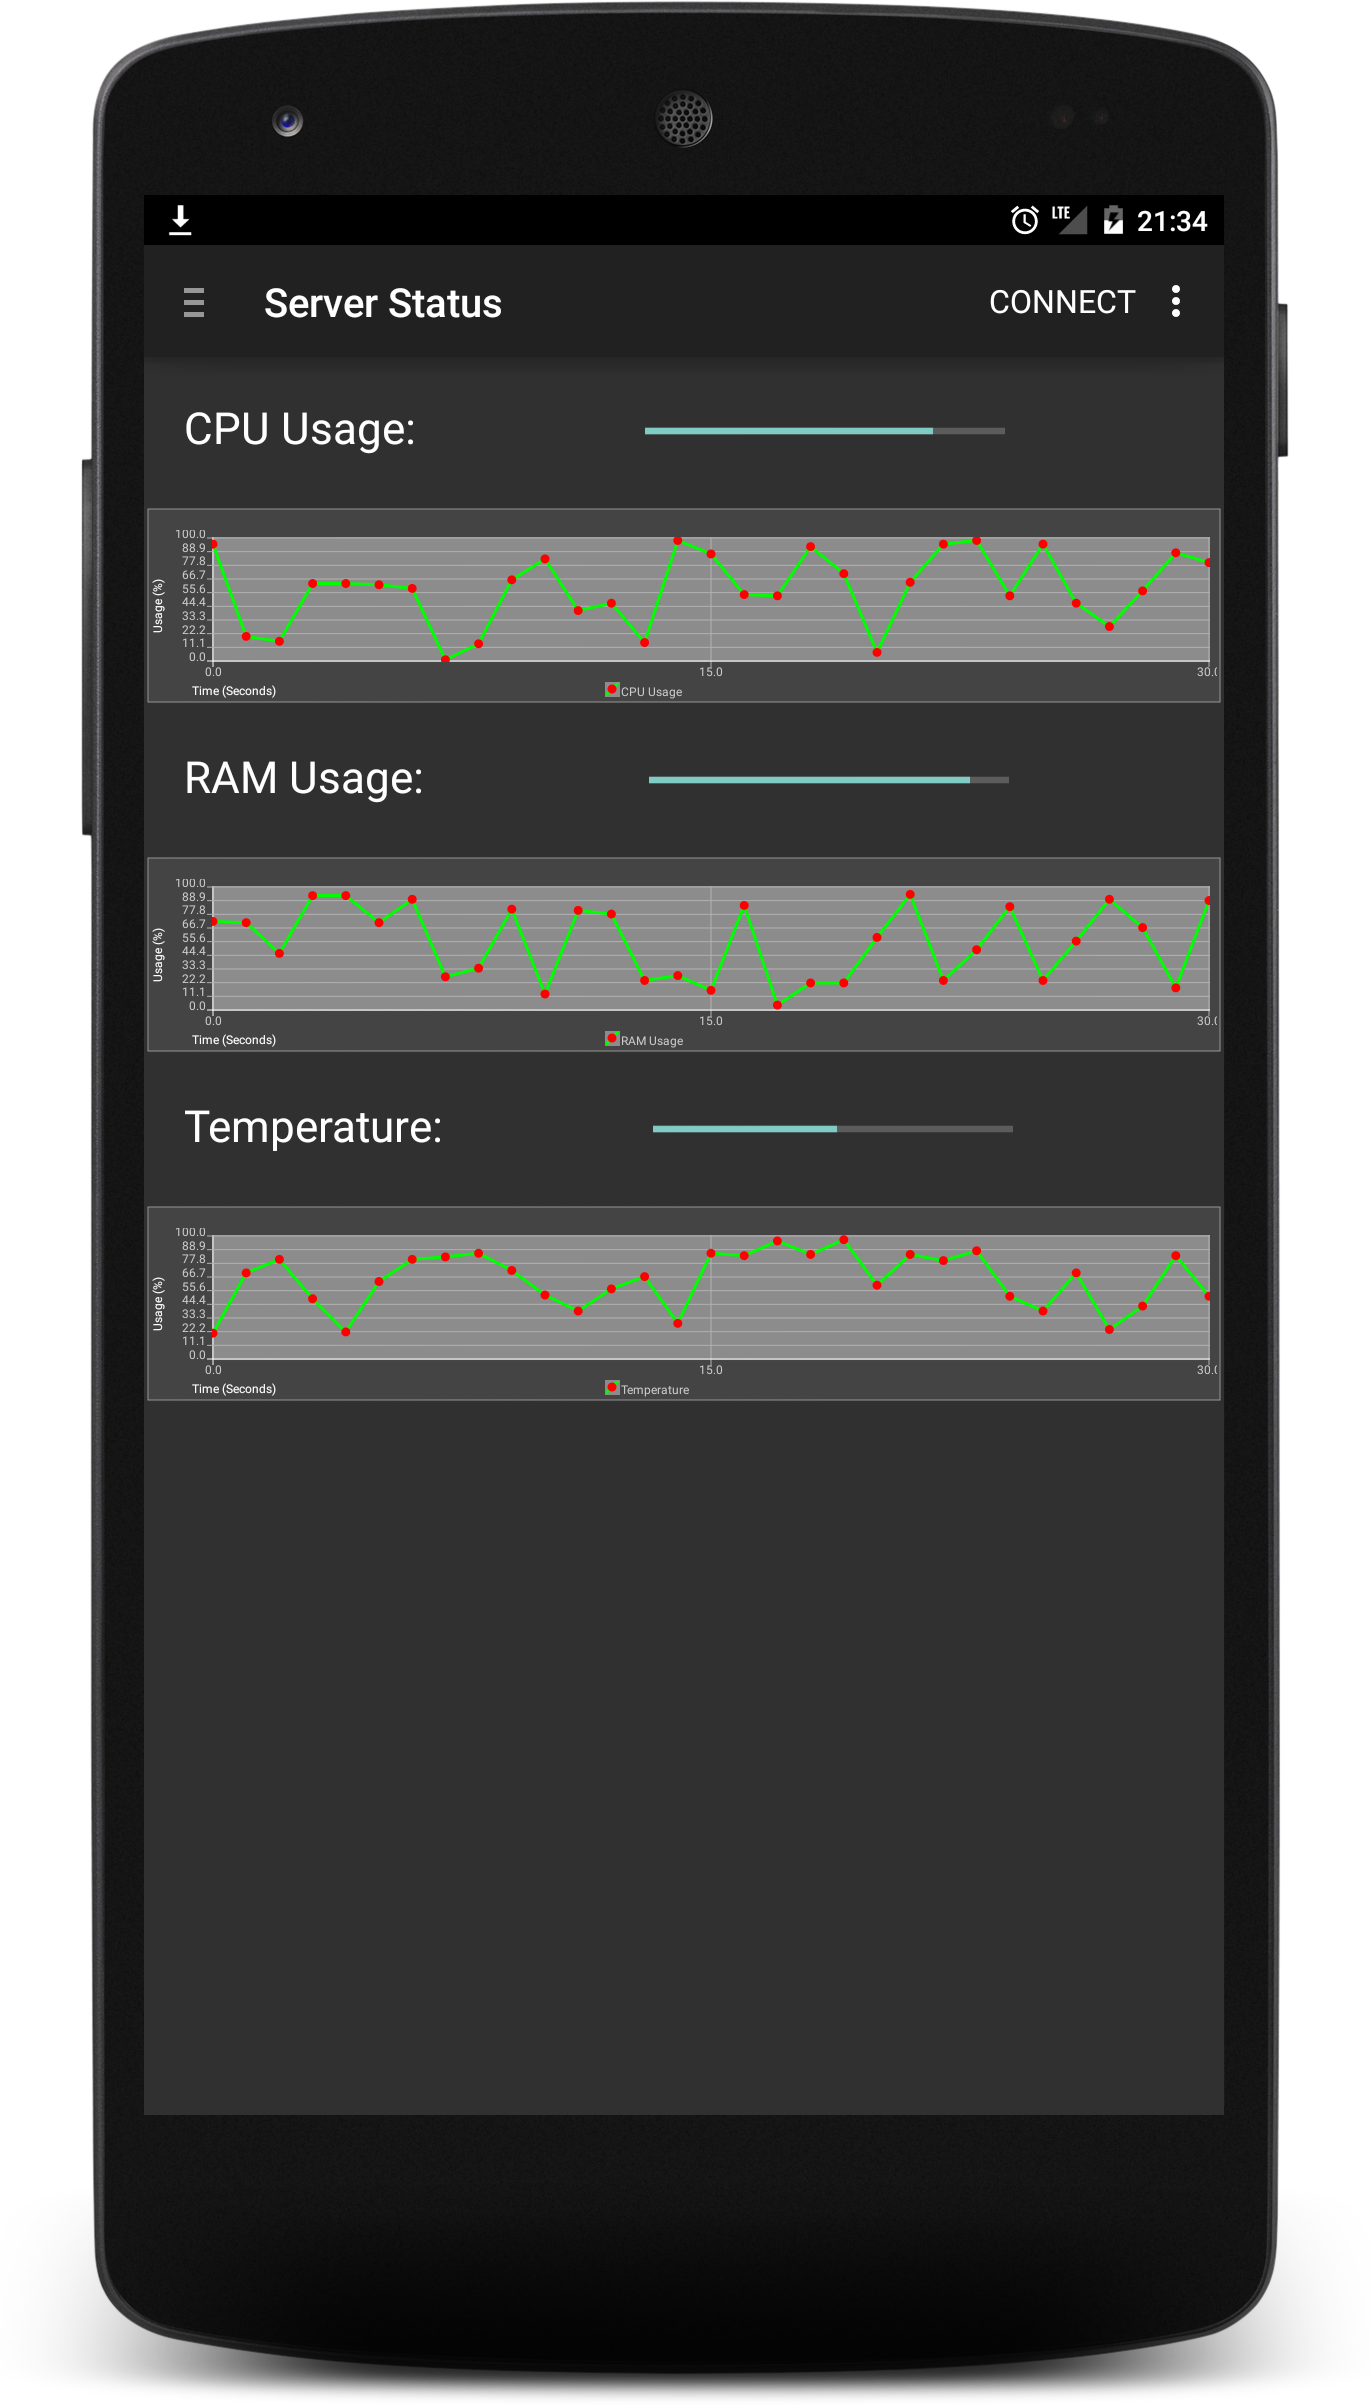 LTE 21:34
Server Status CONNECT
CPU Usage:
100.0
88.9
77.8
66.7
55.6
44.4
33.3
22.2
11.1
0.0
Usage (%)
0.0 15.0 30.0
Time (Seconds) CPU Usage
RAM Usage:
100.0
88.9
77.8
66.7
55.6
44.4
33.3
22.2
11.1
0.0
Usage (%)
0.0 15.0 30.0
Time (Seconds) RAM Usage
Temperature:
100.0
88.9
77.8
66.7
55.6
44.4
33.3
22.2
11.1
0.0
Usage (%)
0.0 15.0 30.0
Time (Seconds) Temperature